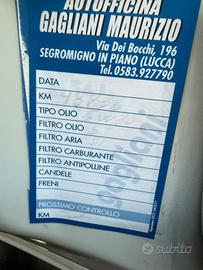 AUTOFFICINA
GAGLIANI MAURIZIO
Via Dei Bocchi, 196
SEGROMIGNO IN PIANO (LUCCA)
Tel. 0583.927790
DATA
KM
TIPO OLIO
FILTRO OLIO
FILTRO ARIA
FILTRO CARBURANTE
FILTRO ANTIPOLLINE
CANDELE
FRENI
PROSSIMO CONTROLLO
KM
subito